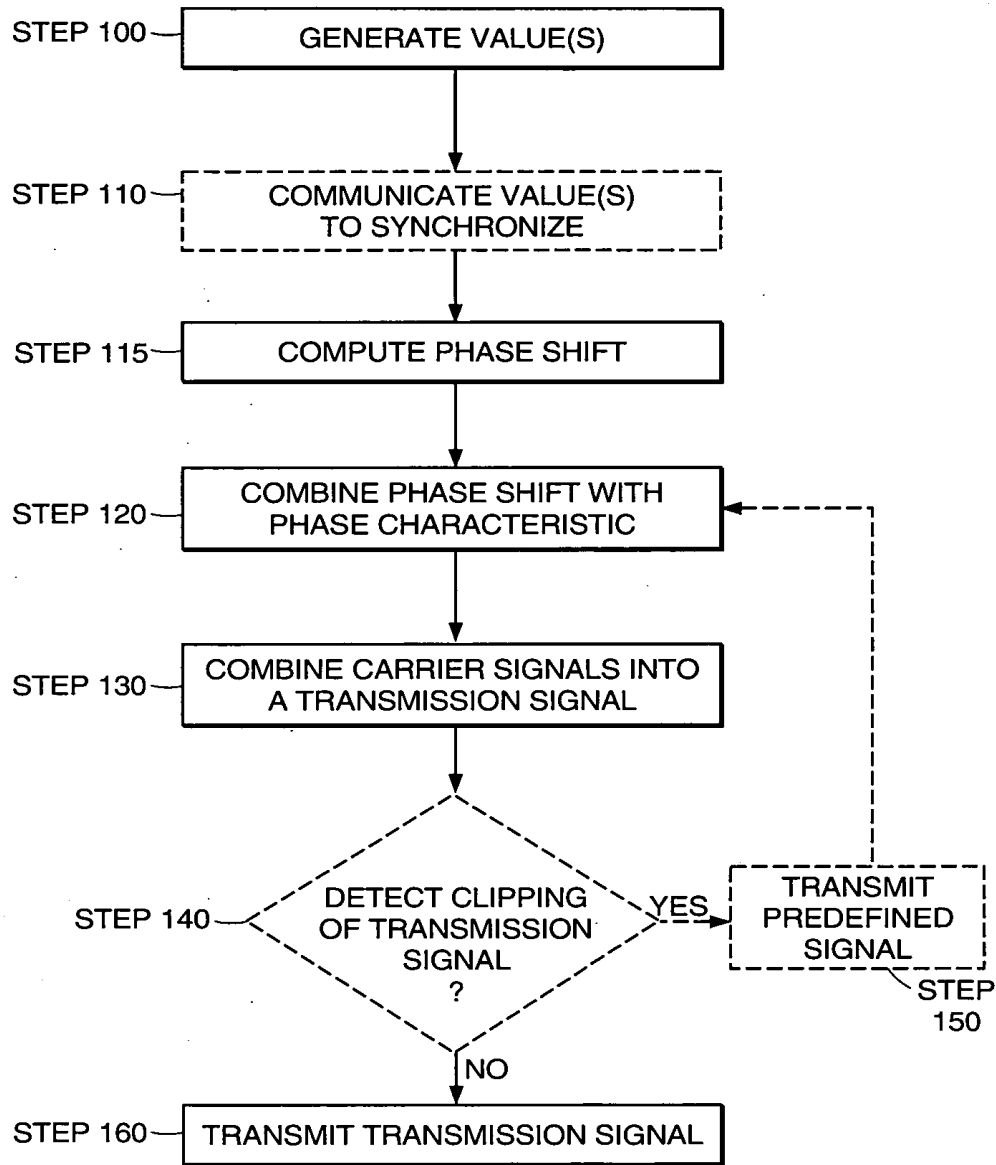 STEP 100
GENERATE VALUE(S)
STEP 110
COMMUNICATE VALUE(S)
TO SYNCHRONIZE
STEP 115
COMPUTE PHASE SHIFT
STEP 120
COMBINE PHASE SHIFT WITH
PHASE CHARACTERISTIC
STEP 130
COMBINE CARRIER SIGNALS INTO
A TRANSMISSION SIGNAL
STEP 140
DETECT CLIPPING
OF TRANSMISSION
SIGNAL
?
YES
TRANSMIT
PREDEFINED
SIGNAL
STEP
150
NO
STEP 160
TRANSMIT TRANSMISSION SIGNAL